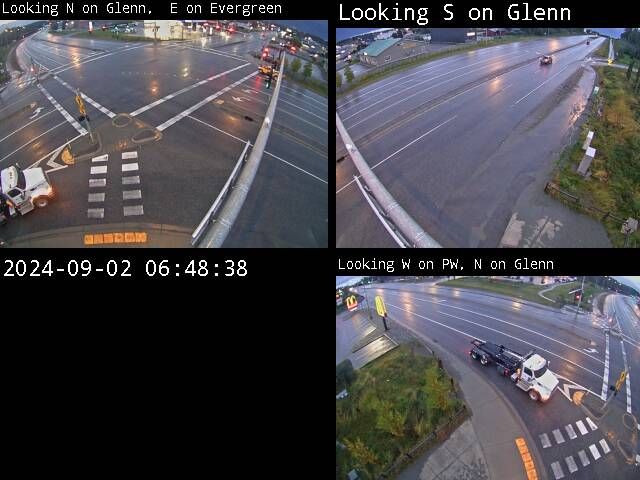 Looking N on Glenn, E on Evergreen
Looking S on Glenn
2024-09-02 06:48:38
Looking W on PW, N on Glenn